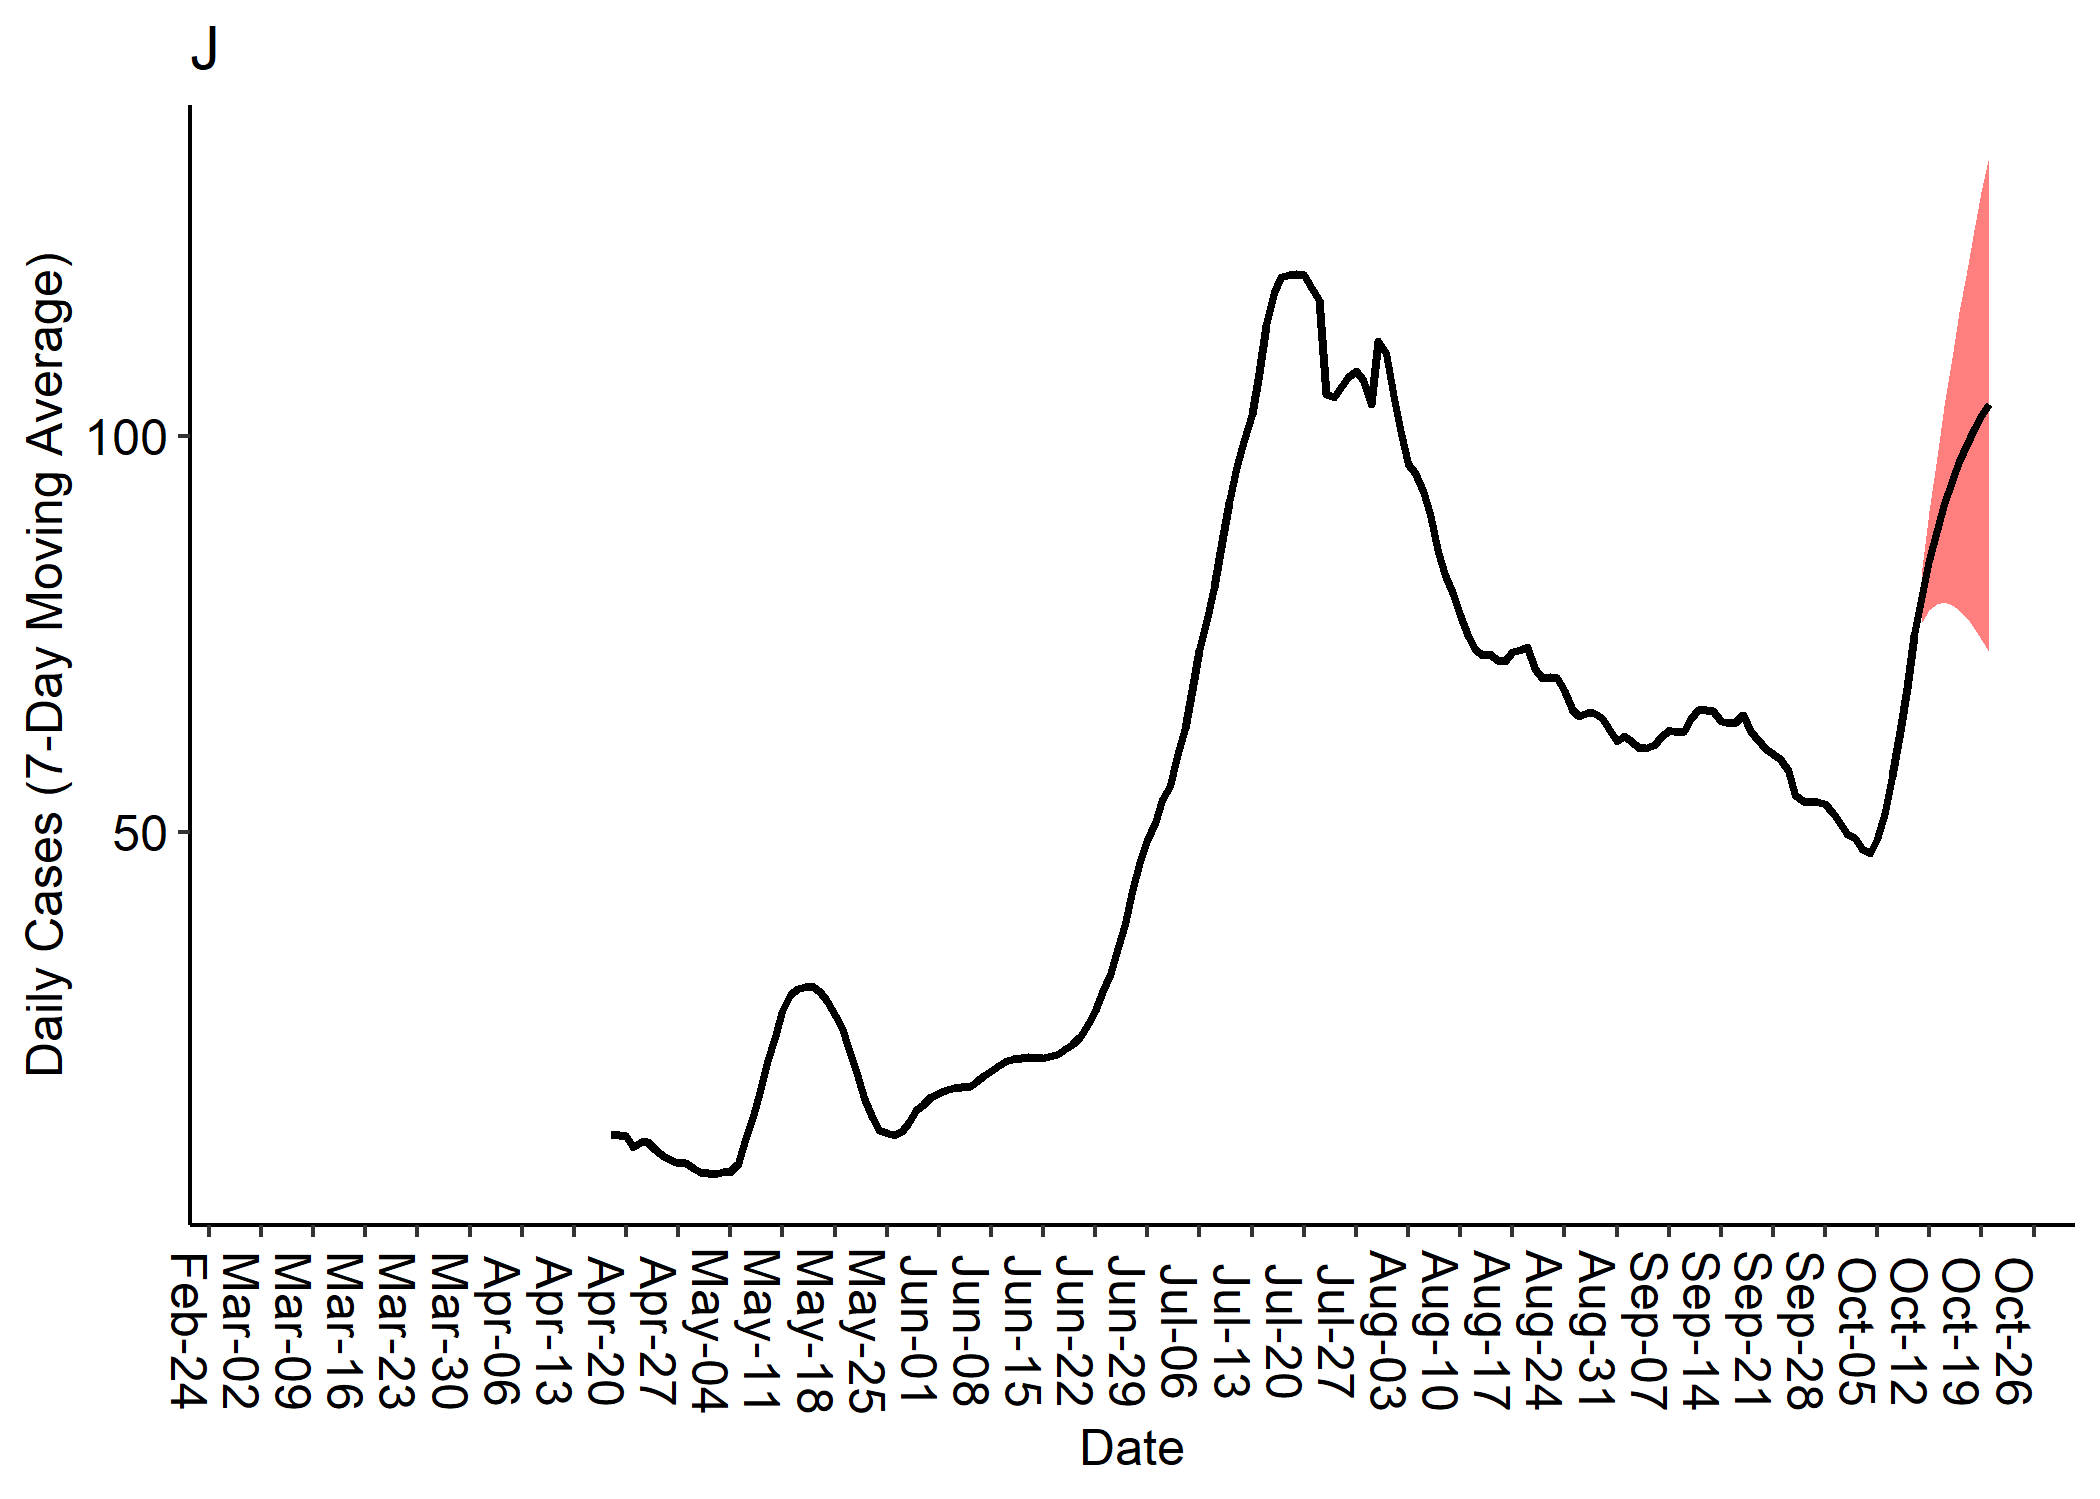 J
Daily Cases (7-Day Moving Average)
100
50
Feb-24
Mar-02
Mar-09
Mar-16
Mar-23
Mar-30
Apr-06
Apr-13
Apr-20
Apr-27
May-04
May-11
May-18
May-25
Jun-01
Jun-08
Jun-15
Jun-22
Jun-29
Jul-06
Jul-13
Jul-20
Jul-27
Aug-03
Aug-10
Aug-17
Aug-24
Aug-31
Sep-07
Sep-14
Sep-21
Sep-28
Oct-05
Oct-12
Oct-19
Oct-26
Date